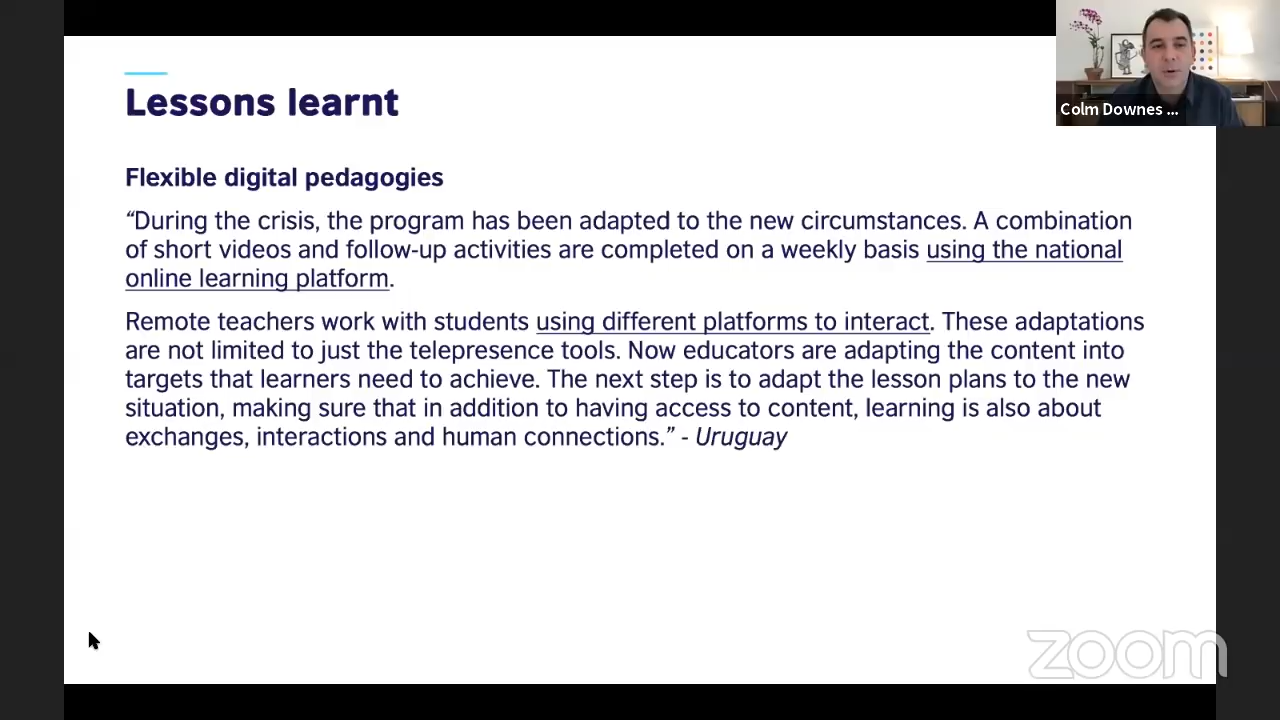 Lessons learnt
Flexible digital pedagogies
“During the crisis, the program has been adapted to the new circumstances. A combination
of short videos and follow-up activities are completed on a weekly basis using the national
online learning platform.
Remote teachers work with students using different platforms to interact. These adaptations
are not limited to just the telepresence tools. Now educators are adapting the content into
targets that learners need to achieve. The next step is to adapt the lesson plans to the new
situation, making sure that in addition to having access to content, learning is also about
exchanges, interactions and human connections.” - Uruguay
Colm Downes ...
zoom